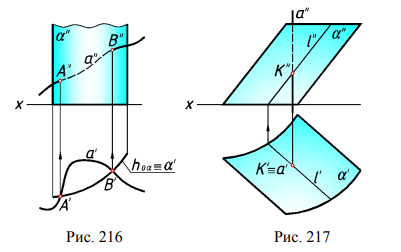 α" a" B"
A"
x
a' h₀α≡α'
A' B'
Рис. 216
a"
l" α"
K"
x
K'≡a' l' α'
Рис. 217